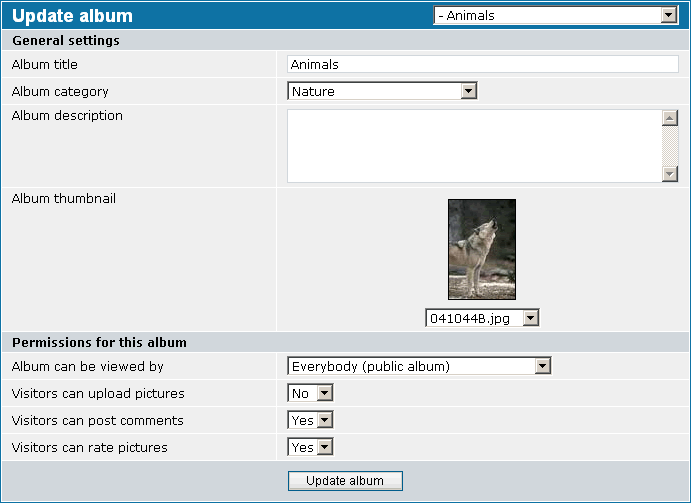 Update album - Animals
General settings
Album title Animals
Album category Nature
Album description
Album thumbnail
041044B.jpg
Permissions for this album
Album can be viewed by Everybody (public album)
Visitors can upload pictures No
Visitors can post comments Yes
Visitors can rate pictures Yes
Update album